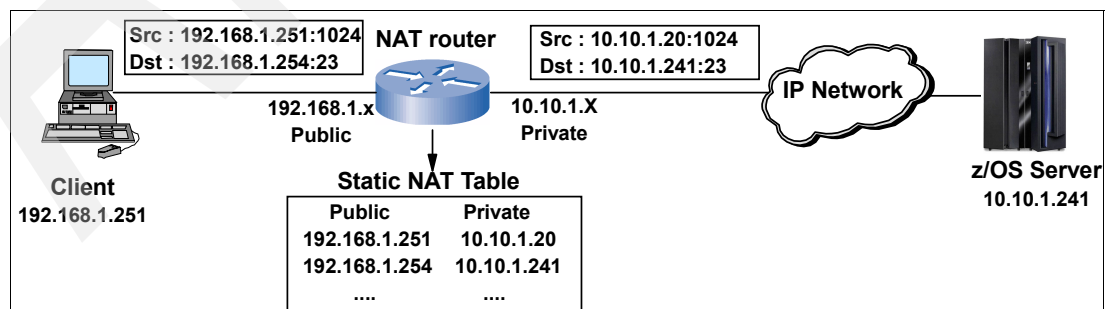 Src : 192.168.1.251:1024
Dst : 192.168.1.254:23
NAT router
Src : 10.10.1.20:1024
Dst : 10.10.1.241:23
IP Network
192.168.1.x
Public
10.10.1.X
Private
Client
192.168.1.251
z/OS Server
10.10.1.241
Static NAT Table
Public Private
192.168.1.251 10.10.1.20
192.168.1.254 10.10.1.241
.... ....